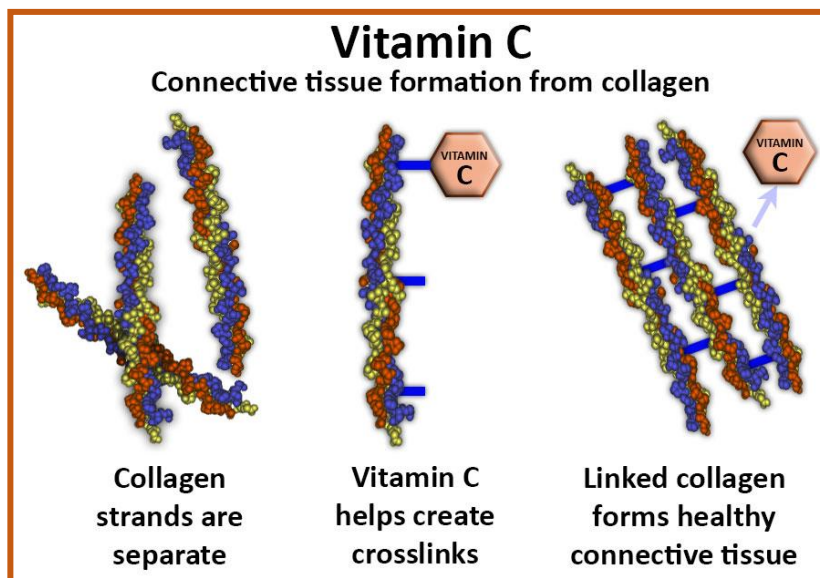 Vitamin C
Connective tissue formation from collagen
VITAMIN
C
VITAMIN
C
Collagen
strands are
separate
Vitamin C
helps create
crosslinks
Linked collagen
forms healthy
connective tissue